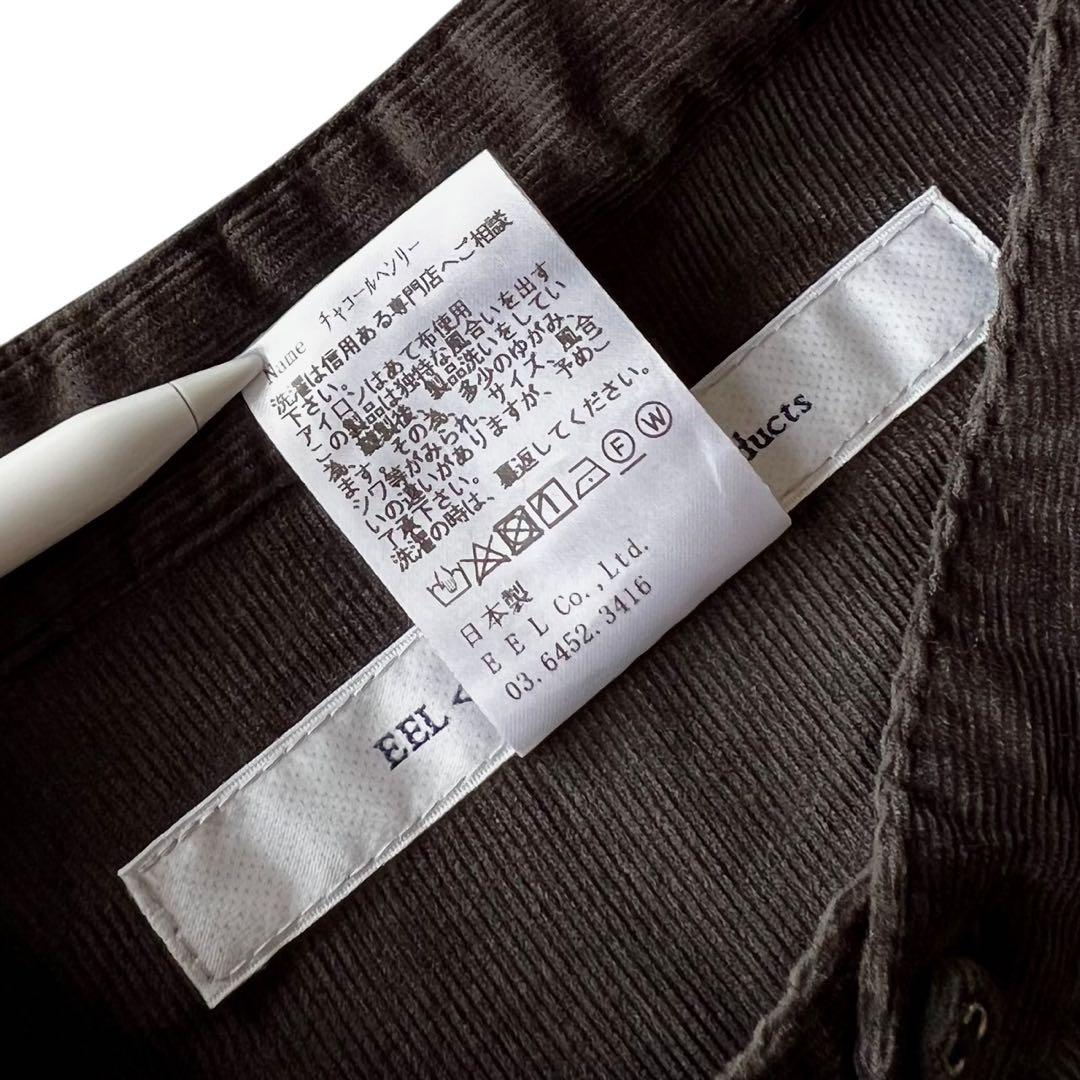 Name チャコールヘンリー
洗濯は信用ある専門店へご相談
下さい。
アイロンはあて布使用
この製品は独特な風合いを出す
為、縫製後、製品洗いをしてい
ます。その為、多少のゆがみ、
シワ等がみられ、サイズ、風合
いの違いがありますが、予めご
了承下さい。
洗濯の時は、裏返してください。
F W
日本製
EEL Co.,Ltd.
03.6452.3416
EEL
ducts